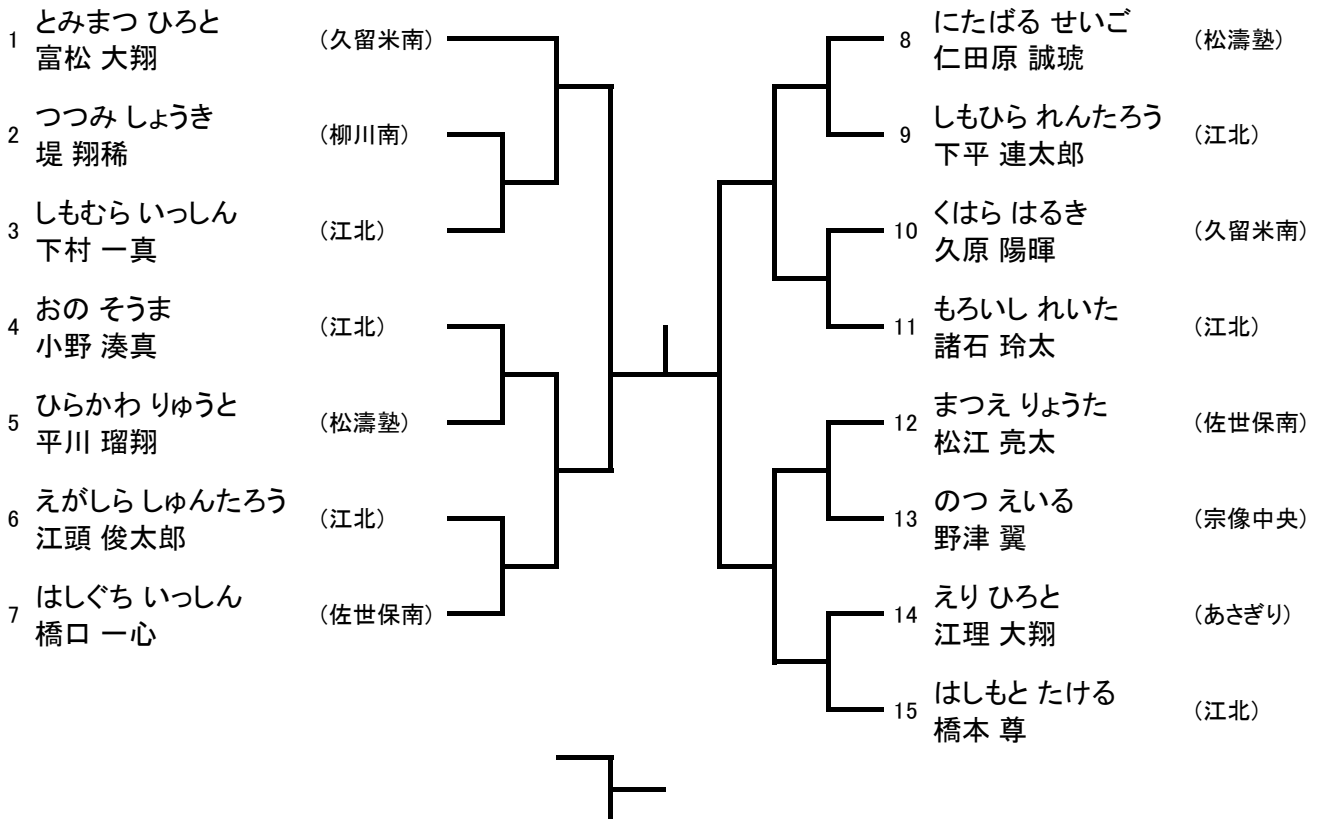 1 とみまつ ひろと
富松 大翔 (久留米南)
2 つつみ しょうき
堤 翔稀 (柳川南)
3 しもむら いっしん
下村 一真 (江北)
4 おの そうま
小野 湊真 (江北)
5 ひらかわ りゅうと
平川 瑠翔 (松濤塾)
6 えがしら しゅんたろう
江頭 俊太郎 (江北)
7 はしぐち いっしん
橋口 一心 (佐世保南)
8 にたばる せいご
仁田原 誠琥 (松濤塾)
9 しもひら れんたろう
下平 連太郎 (江北)
10 くはら はるき
久原 陽暉 (久留米南)
11 もろいし れいた
諸石 玲太 (江北)
12 まつえ りょうた
松江 亮太 (佐世保南)
13 のつ えいる
野津 翼 (宗像中央)
14 えり ひろと
江理 大翔 (あさぎり)
15 はしもと たける
橋本 尊 (江北)